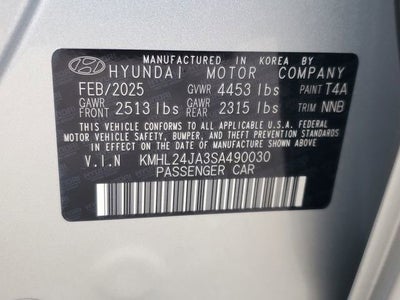 MANUFACTURED IN KOREA BY
HYUNDAI MOTOR COMPANY
FEB/2025 GVWR 4453 lbs PAINT T4A
GAWR FRONT 2513 lbs GAWR REAR 2315 lbs TRIM NNB
THIS VEHICLE CONFORMS TO ALL APPLICABLE U.S.A FEDERAL
MOTOR VEHICLE SAFETY, BUMPER, AND THEFT PREVENTION
STANDARDS IN EFFECT ON THE DATE OF MANUFACTURE SHOWN ABOVE.
V.I.N KMHL24JA3SA490030
PASSENGER CAR